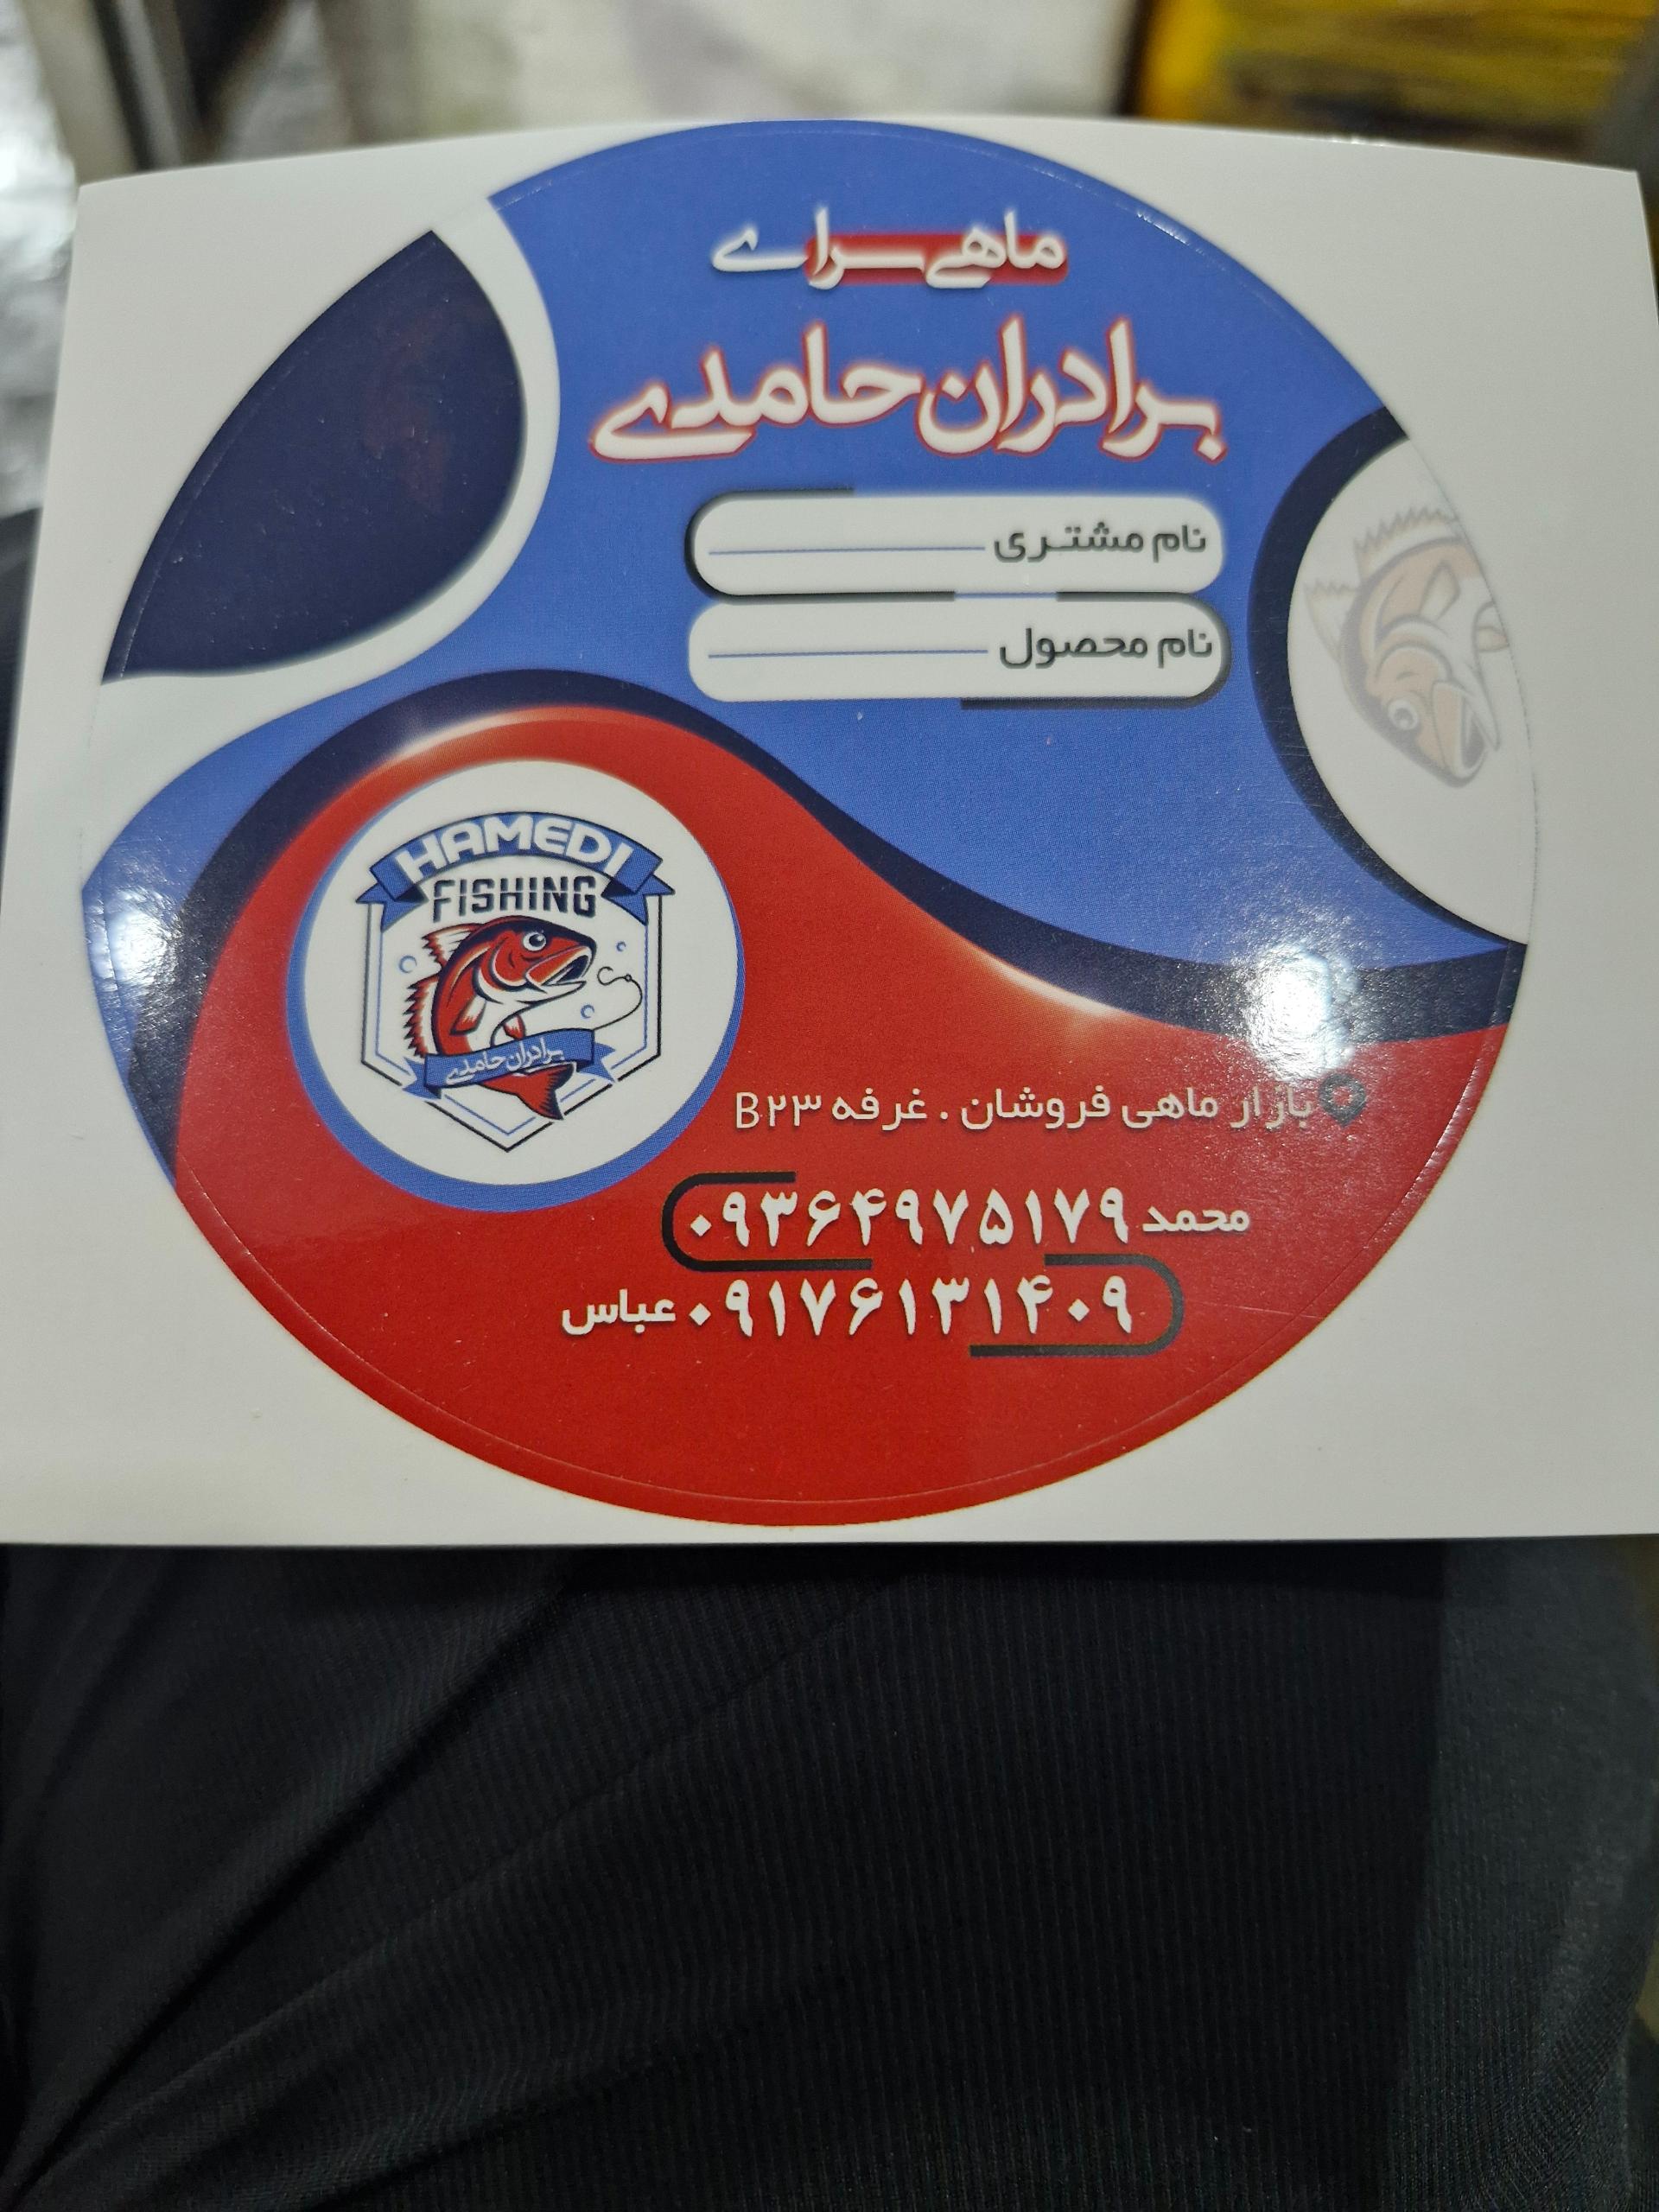 ماهی سرای
برادران حامدی
نام مشتری
نام محصول
HAMEDI
FISHING
برادران حامدی
بازار ماهی فروشان . غرفه B۲۳
محمد ۰۹۳۶۴۹۷۵۱۷۹
۰۹۱۷۶۱۳۱۴۰۹ عباس